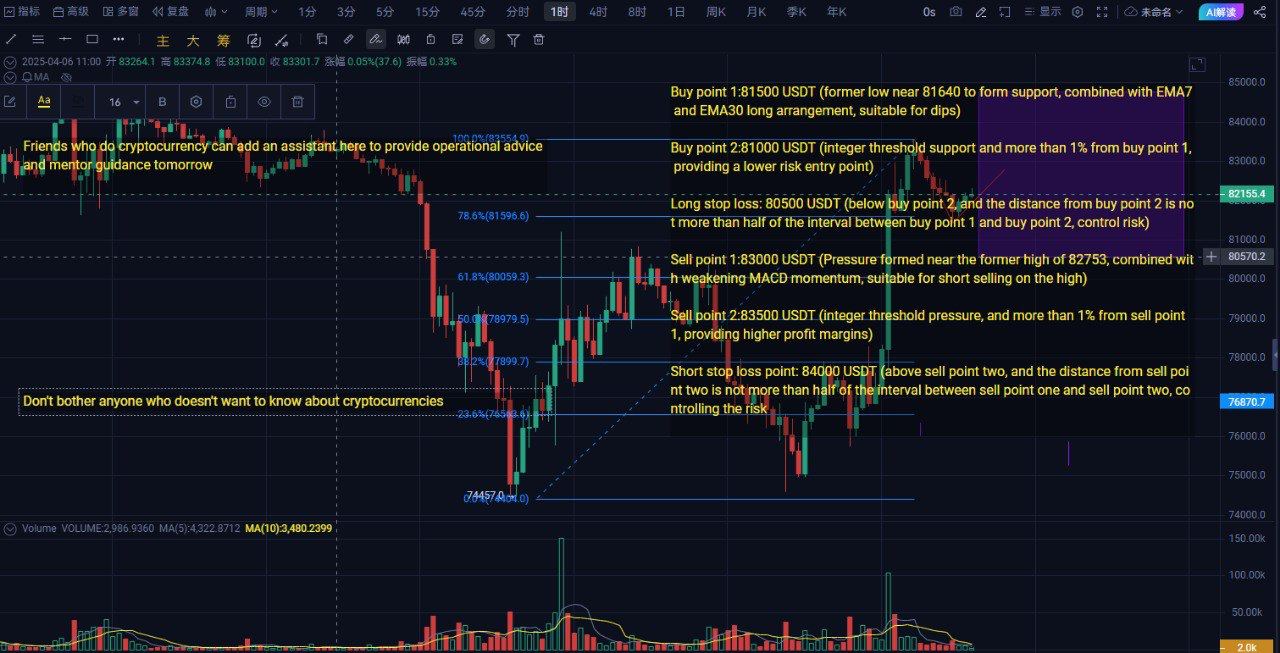 指标 高级 多窗 复盘 周期 1分 3分 5分 15分 45分 分时 1时 4时 8时 1日 周K 月K 季K 年K 0s 显示 未命名 AI解读
主 大 筹
2025-04-06 11:00 开 83264.1 高 83374.8 低 83100.0 收 83301.7 涨幅 0.05%(37.6) 振幅 0.33%
MA
Aa 16 B
Friends who do cryptocurrency can add an assistant here to provide operational advice
and mentor guidance tomorrow
Don't bother anyone who doesn't want to know about cryptocurrencies
100.0%(83554.9)
78.6%(81596.6)
61.8%(80059.3)
50.0%(78979.5)
38.2%(77899.7)
23.6%(76563.6)
0.0%(74404.0)
74457.0
Buy point 1:81500 USDT (former low near 81640 to form support, combined with EMA7
and EMA30 long arrangement, suitable for dips)
Buy point 2:81000 USDT (integer threshold support and more than 1% from buy point 1,
providing a lower risk entry point)
Long stop loss: 80500 USDT (below buy point 2, and the distance from buy point 2 is no
t more than half of the interval between buy point 1 and buy point 2, control risk)
Sell point 1:83000 USDT (Pressure formed near the former high of 82753, combined wit
h weakening MACD momentum, suitable for short selling on the high)
Sell point 2:83500 USDT (integer threshold pressure, and more than 1% from sell point
1, providing higher profit margins)
Short stop loss point: 84000 USDT (above sell point two, and the distance from sell poi
nt two is not more than half of the interval between sell point one and sell point two, co
ntrolling the risk
85000.0
84000.0
83000.0
82155.4
81000.0
80570.2
80000.0
79000.0
78000.0
76870.7
76000.0
75000.0
74000.0
Volume VOLUME:2,986.9360 MA(5):4,322.8712 MA(10):3,480.2399
150.00k
100.00k
50.00k
2.0k